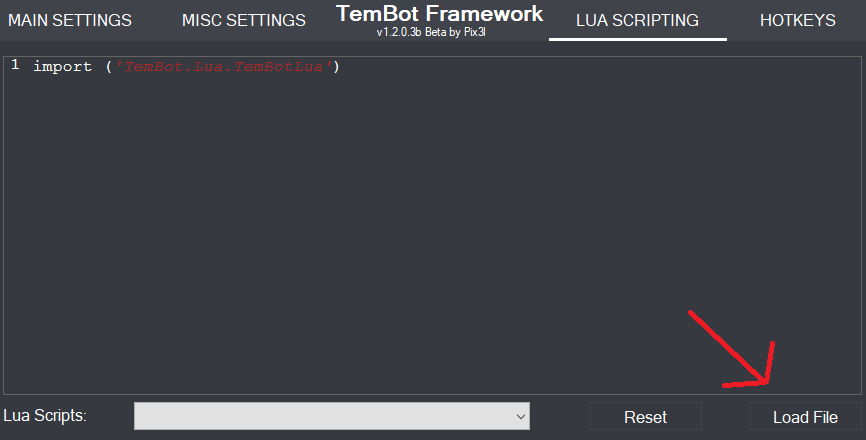 MAIN SETTINGS
MISC SETTINGS
TemBot Framework
v1.2.0.3b Beta by Pix3l
LUA SCRIPTING
HOTKEYS
1 import ('TemBot.Lua.TemBotLua')
Lua Scripts:
Reset
Load File